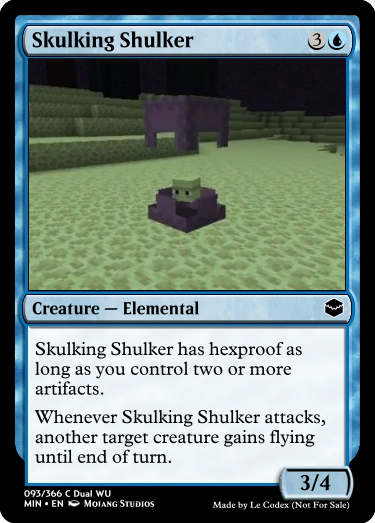 Skulking Shulker 3
Creature — Elemental
Skulking Shulker has hexproof as
long as you control two or more
artifacts.
Whenever Skulking Shulker attacks,
another target creature gains flying
until end of turn.
3/4
093/366 C Dual WU
MIN • EN Mojang Studios
Made by Le Codex (Not For Sale)